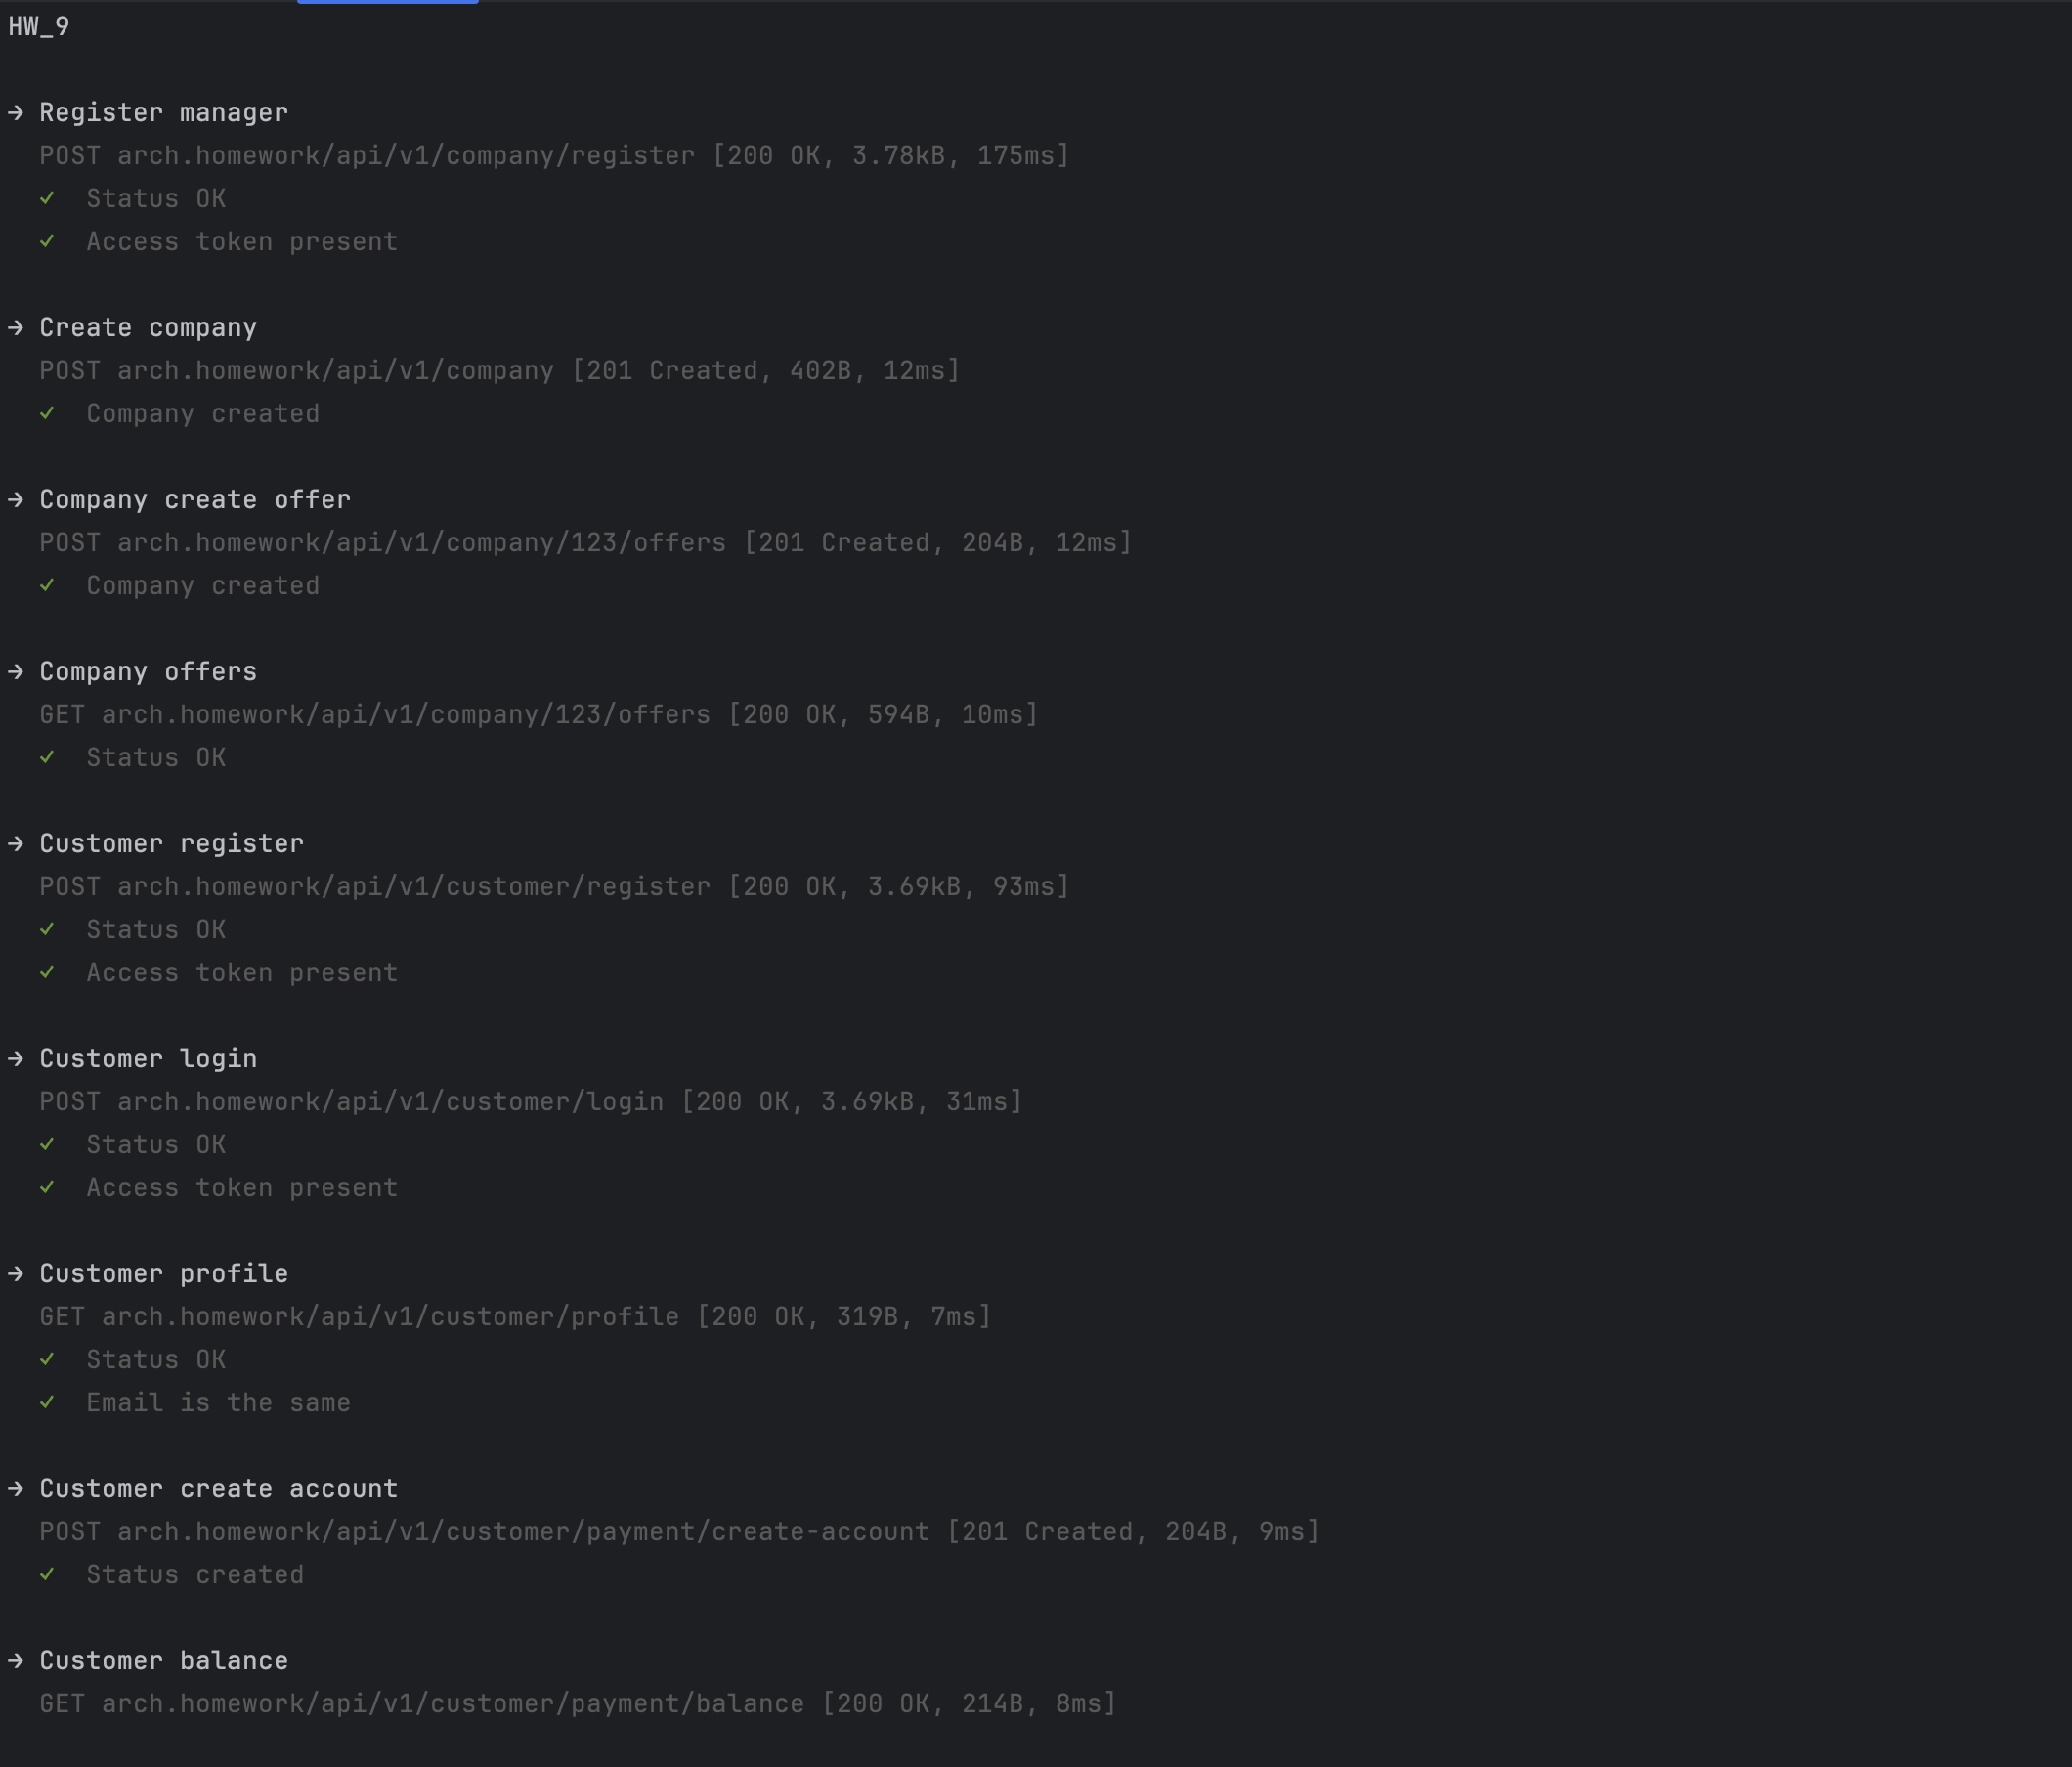 HW_9
→ Register manager
POST arch.homework/api/v1/company/register [200 OK, 3.78kB, 175ms]
✓ Status OK
✓ Access token present
→ Create company
POST arch.homework/api/v1/company [201 Created, 402B, 12ms]
✓ Company created
→ Company create offer
POST arch.homework/api/v1/company/123/offers [201 Created, 204B, 12ms]
✓ Company created
→ Company offers
GET arch.homework/api/v1/company/123/offers [200 OK, 594B, 10ms]
✓ Status OK
→ Customer register
POST arch.homework/api/v1/customer/register [200 OK, 3.69kB, 93ms]
✓ Status OK
✓ Access token present
→ Customer login
POST arch.homework/api/v1/customer/login [200 OK, 3.69kB, 31ms]
✓ Status OK
✓ Access token present
→ Customer profile
GET arch.homework/api/v1/customer/profile [200 OK, 319B, 7ms]
✓ Status OK
✓ Email is the same
→ Customer create account
POST arch.homework/api/v1/customer/payment/create-account [201 Created, 204B, 9ms]
✓ Status created
→ Customer balance
GET arch.homework/api/v1/customer/payment/balance [200 OK, 214B, 8ms]